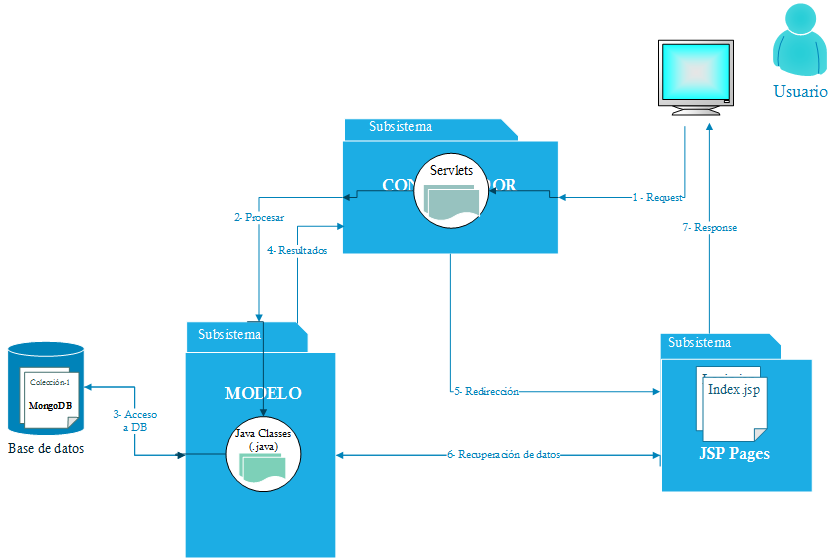 Usuario
Subsistema
Servlets
1 - Request
2- Procesar
7- Response
4- Resultados
Subsistema
Subsistema
Colección-1
MongoDB
MODELO
Index.jsp
5- Redirección
3- Acceso
a DB
Java Classes
(.java)
Base de datos
6- Recuperación de datos
JSP Pages